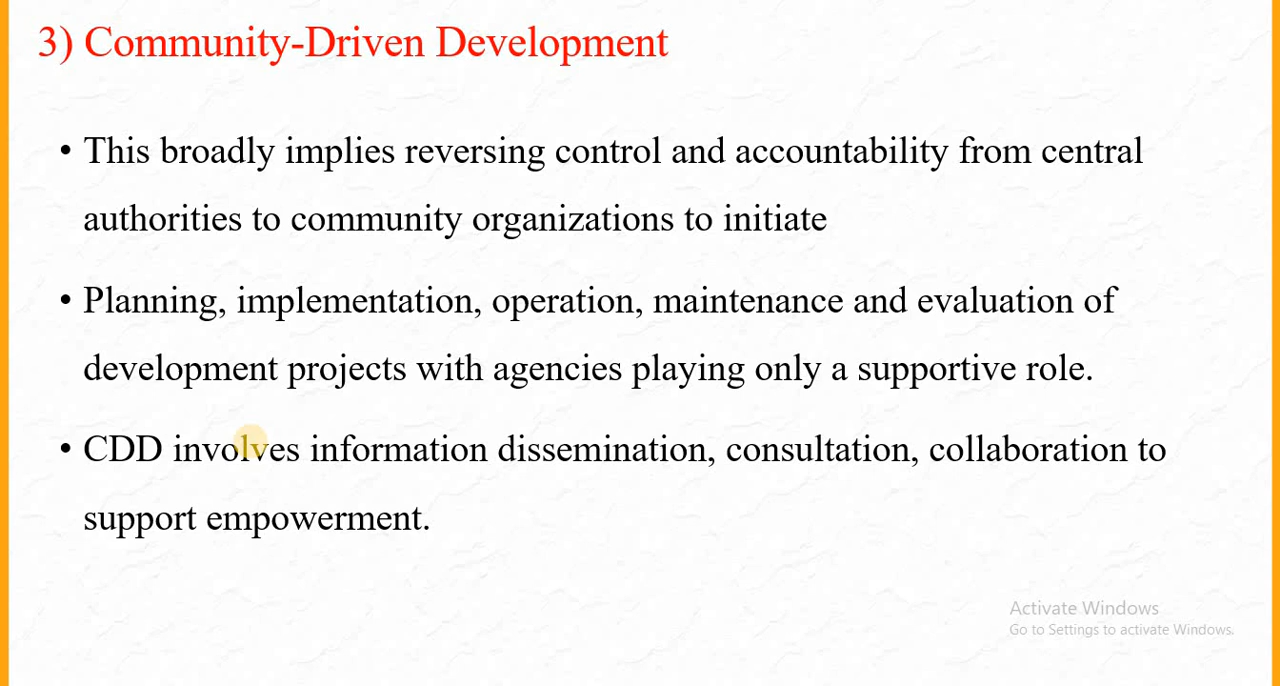 3) Community-Driven Development
• This broadly implies reversing control and accountability from central
authorities to community organizations to initiate
• Planning, implementation, operation, maintenance and evaluation of
development projects with agencies playing only a supportive role.
• CDD involves information dissemination, consultation, collaboration to
support empowerment.
Activate Windows
Go to Settings to activate Windows.